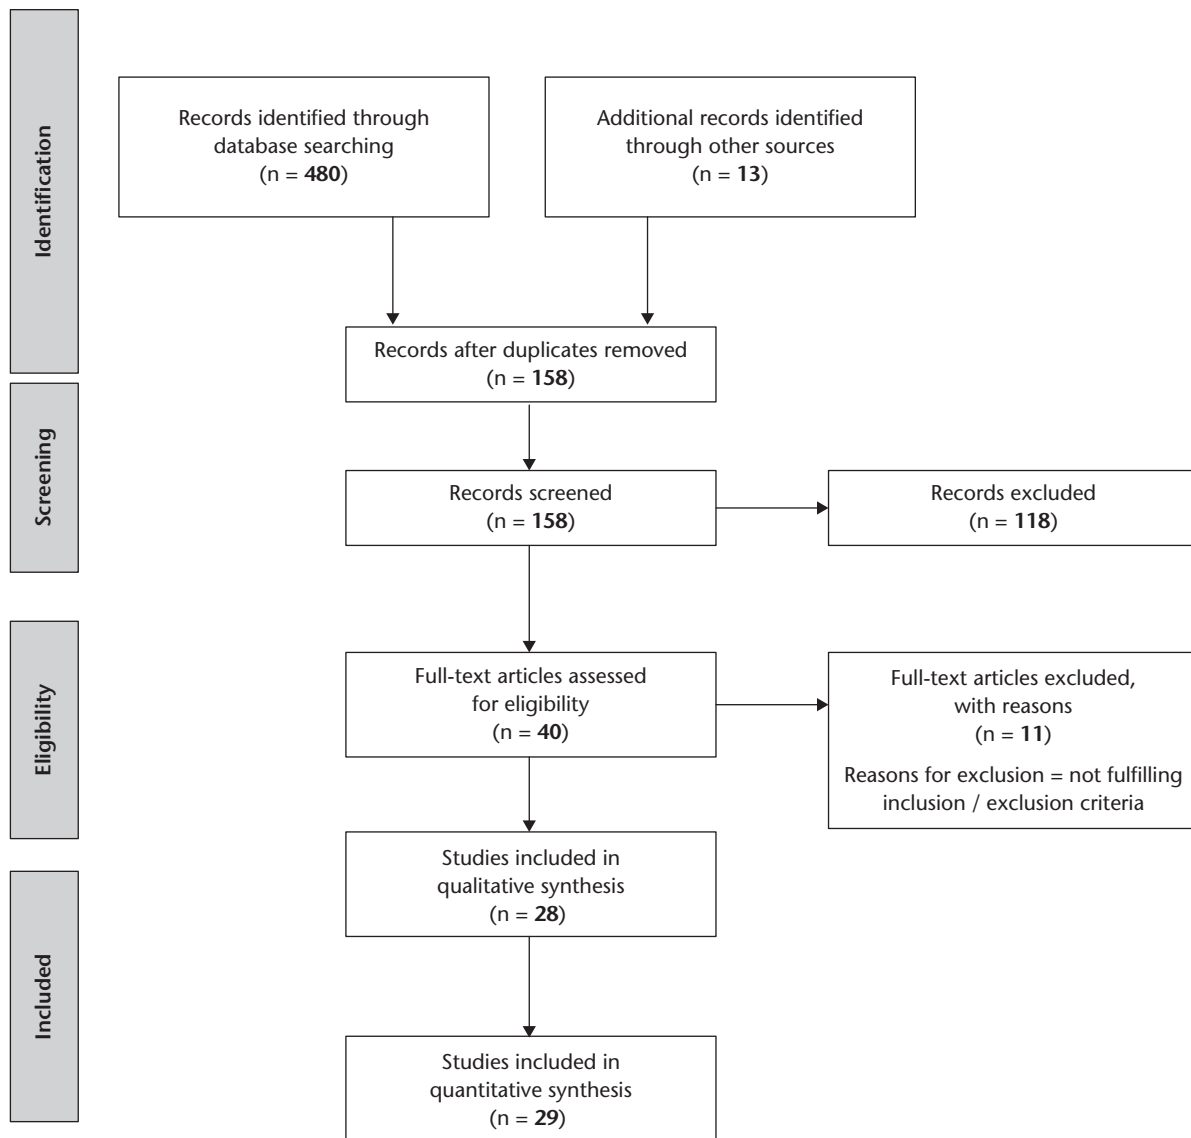 Identification
Records identified through
database searching
(n = 480)
Additional records identified
through other sources
(n = 13)
Records after duplicates removed
(n = 158)
Screening
Records screened
(n = 158)
Records excluded
(n = 118)
Eligibility
Full-text articles assessed
for eligibility
(n = 40)
Full-text articles excluded,
with reasons
(n = 11)
Reasons for exclusion = not fulfilling
inclusion / exclusion criteria
Included
Studies included in
qualitative synthesis
(n = 28)
Studies included in
quantitative synthesis
(n = 29)